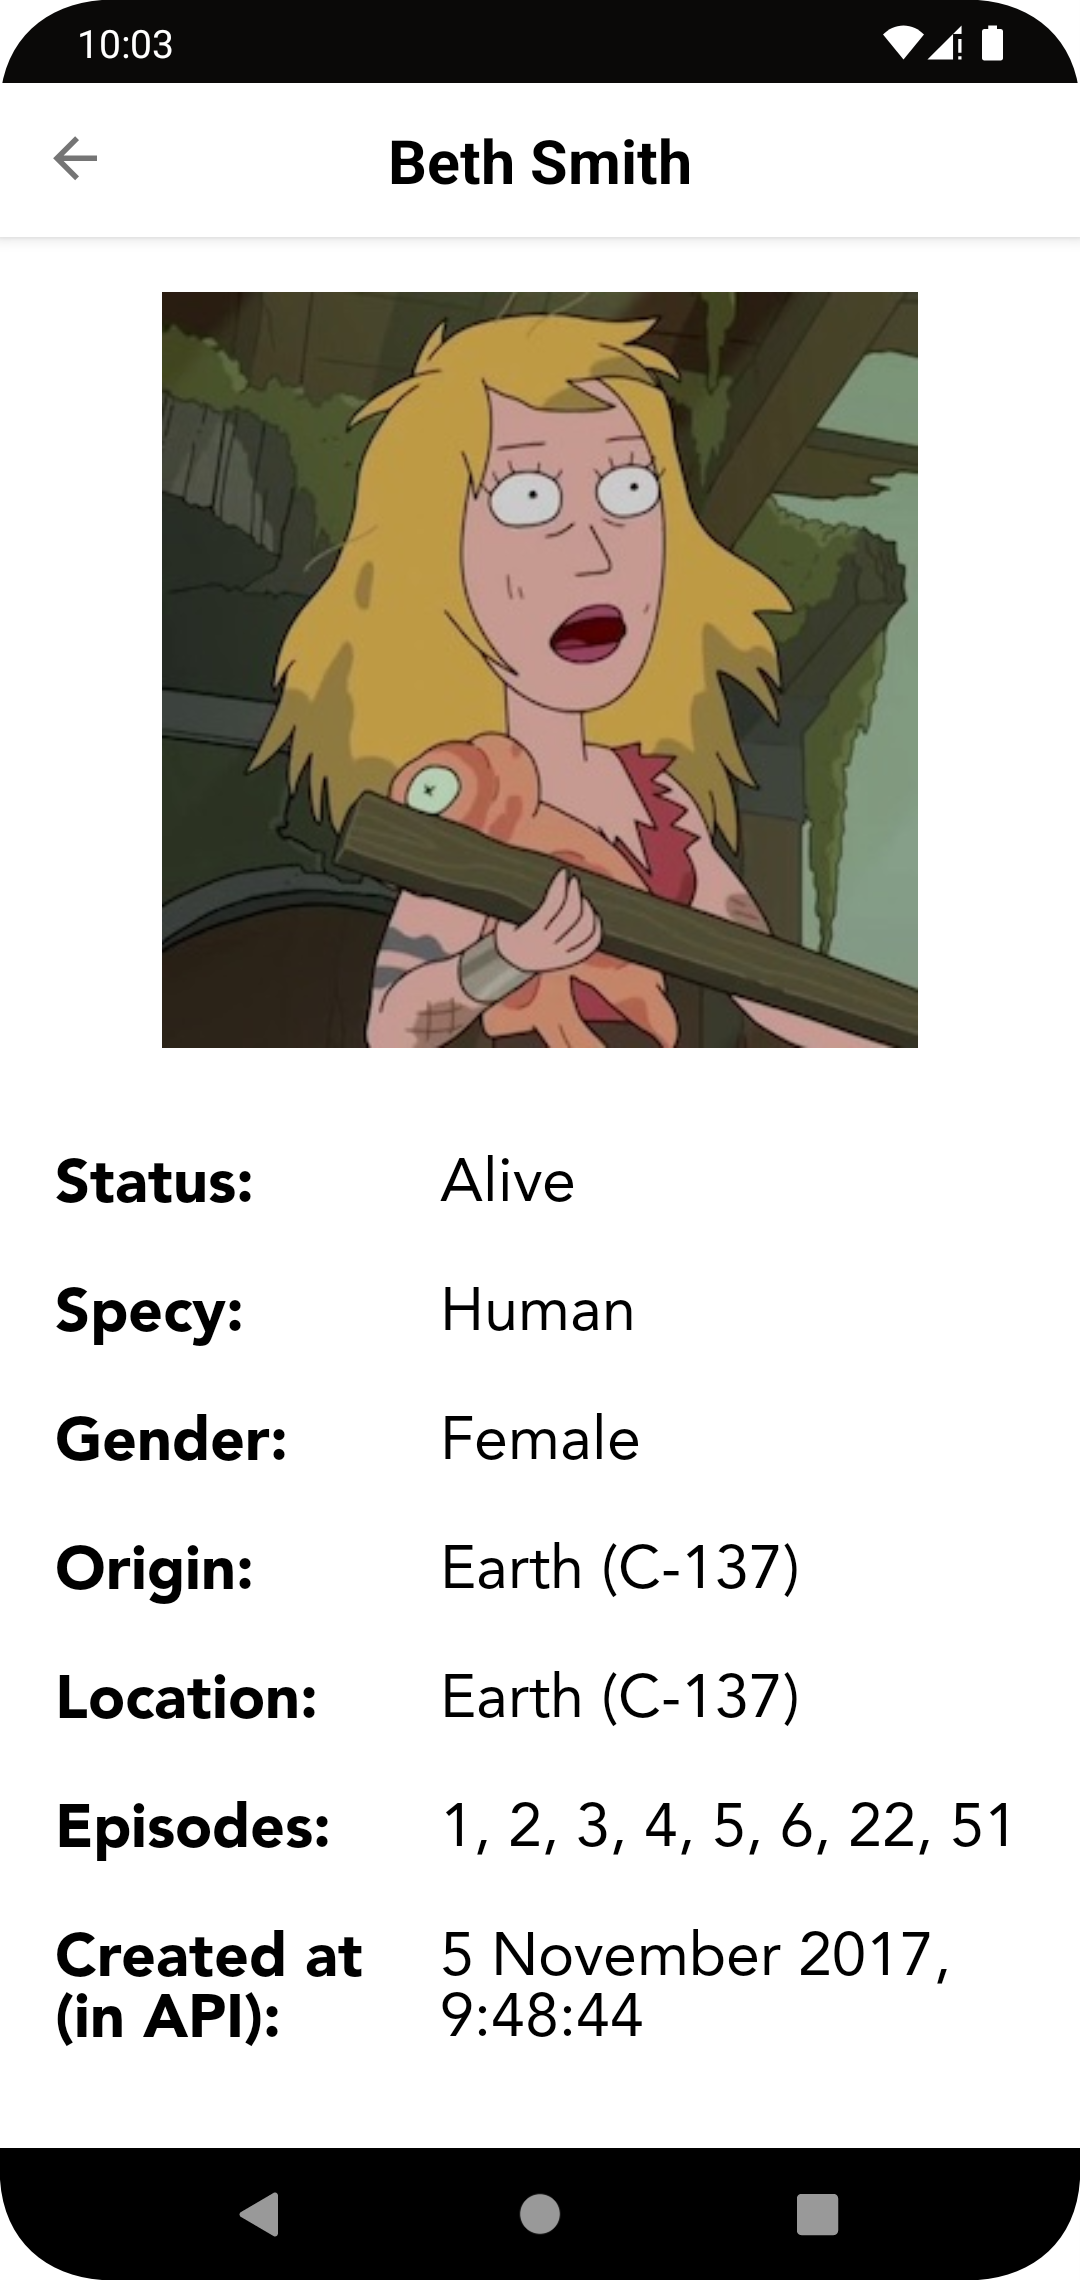 10:03
Beth Smith
Status: Alive
Specy: Human
Gender: Female
Origin: Earth (C-137)
Location: Earth (C-137)
Episodes: 1, 2, 3, 4, 5, 6, 22, 51
Created at 5 November 2017,
(in API): 9:48:44